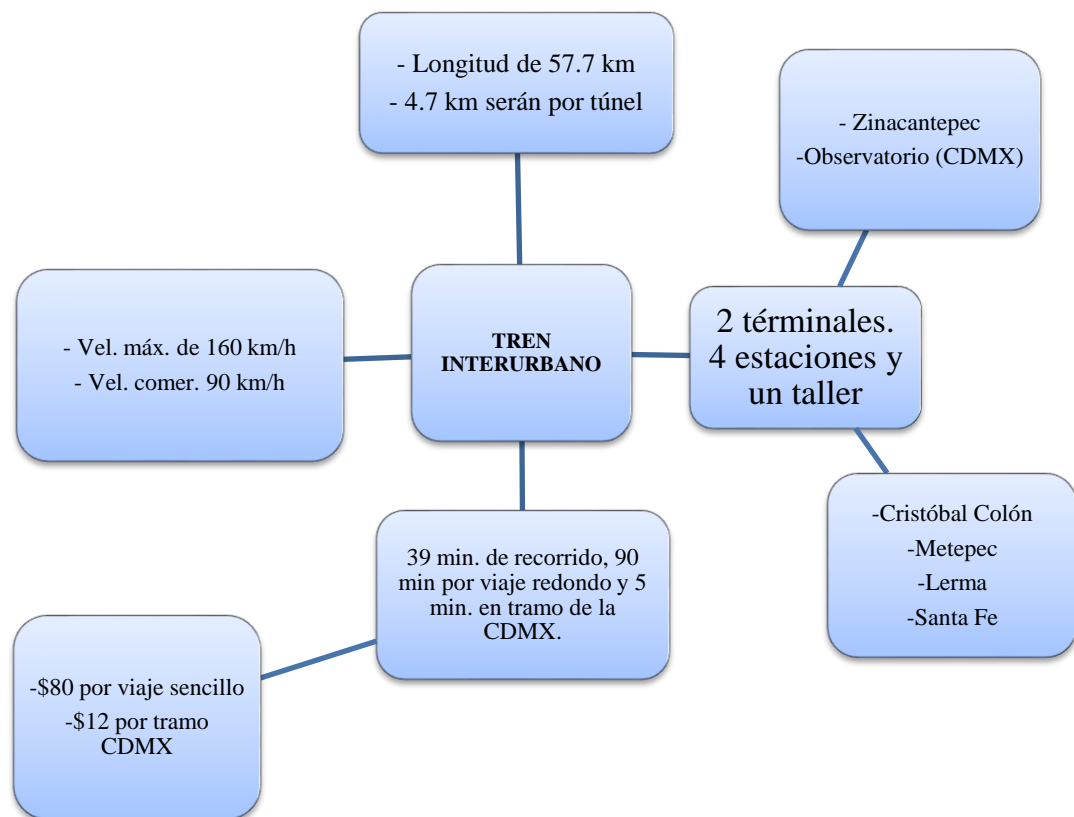 - Longitud de 57.7 km
- 4.7 km serán por túnel
- Zinacantepec
-Observatorio (CDMX)
- Vel. máx. de 160 km/h
- Vel. comer. 90 km/h
TREN
INTERURBANO
2 términales.
4 estaciones y
un taller
-Cristóbal Colón
-Metepec
-Lerma
-Santa Fe
39 min. de recorrido, 90
min por viaje redondo y 5
min. en tramo de la
CDMX.
-$80 por viaje sencillo
-$12 por tramo
CDMX